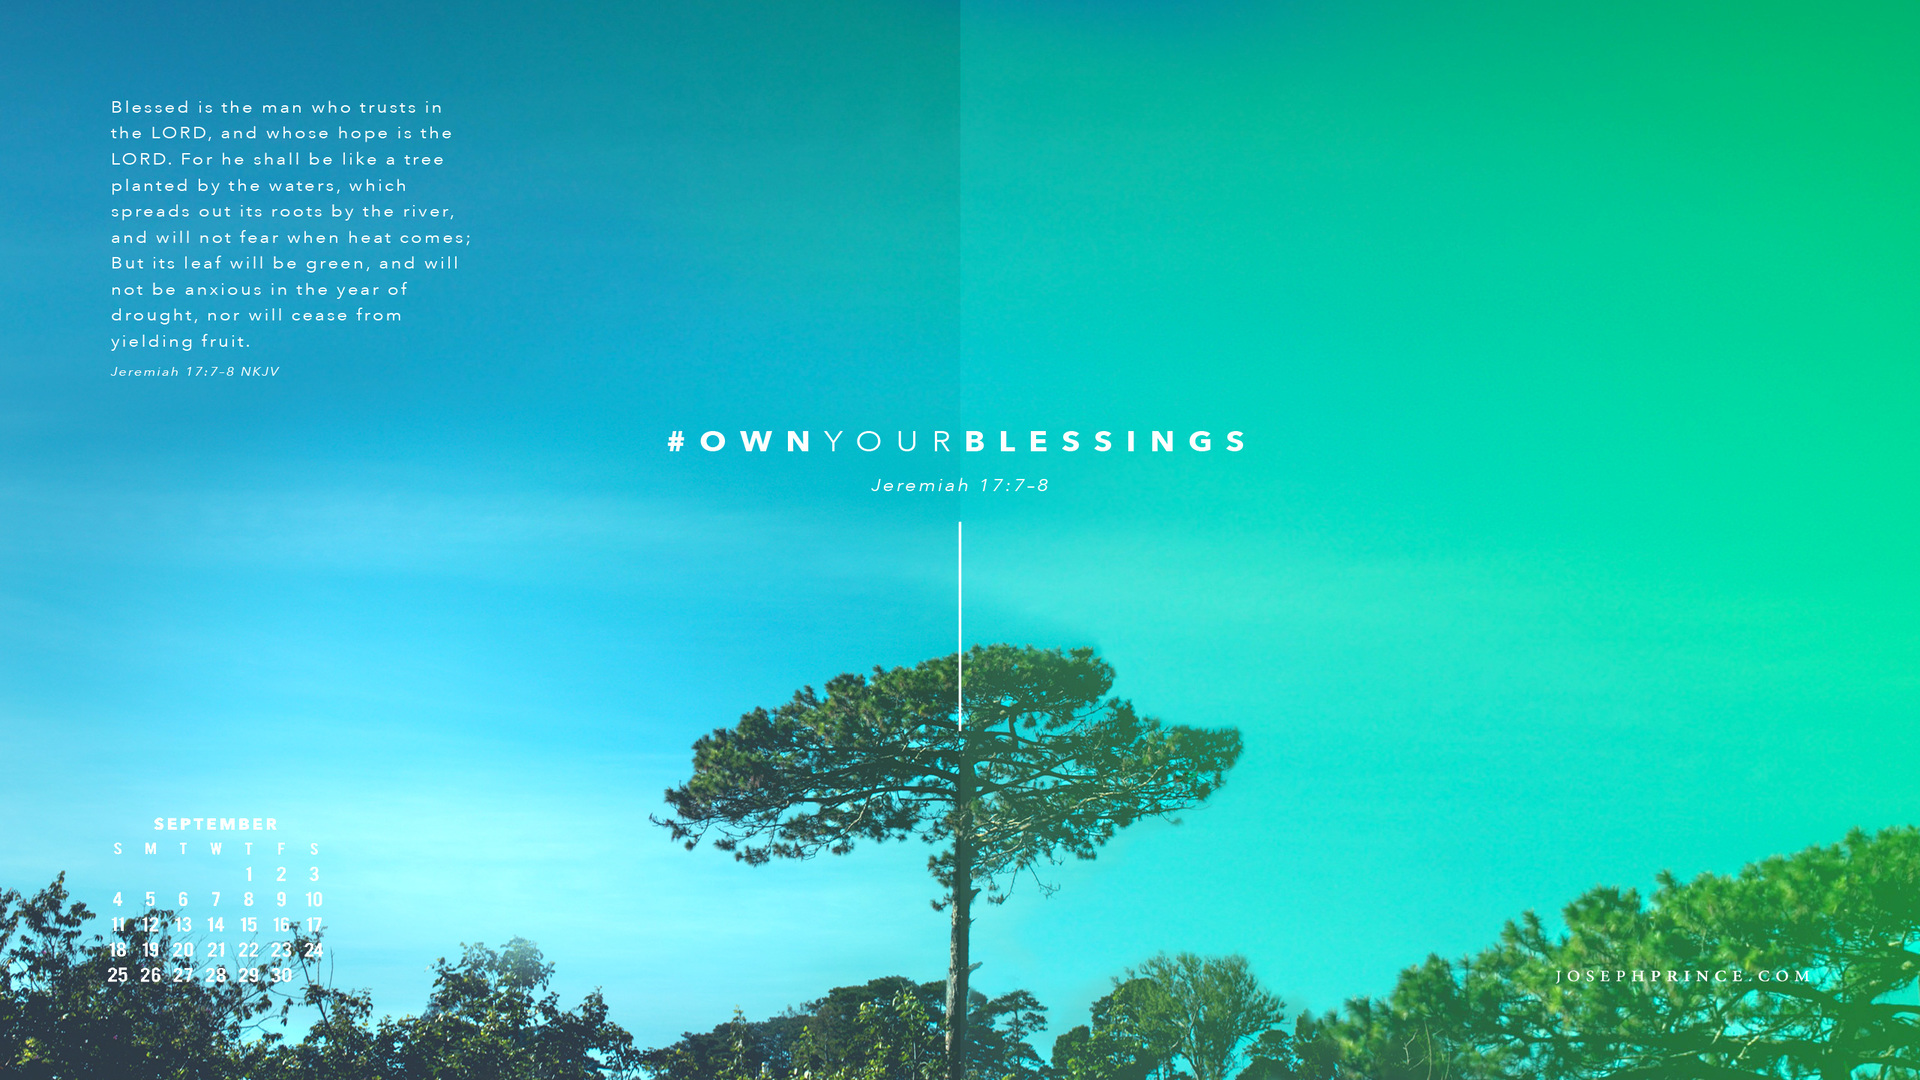 Blessed is the man who trusts in
the LORD, and whose hope is the
LORD. For he shall be like a tree
planted by the waters, which
spreads out its roots by the river,
and will not fear when heat comes;
But its leaf will be green, and will
not be anxious in the year of
drought, nor will cease from
yielding fruit.
Jeremiah 17:7–8 NKJV
#OWNYOURBLESSINGS
Jeremiah 17:7–8
SEPTEMBER
S M T W T F S
1 2 3
4 5 6 7 8 9 10
11 12 13 14 15 16 17
18 19 20 21 22 23 24
25 26 27 28 29 30
JOSEPHPRINCE.COM